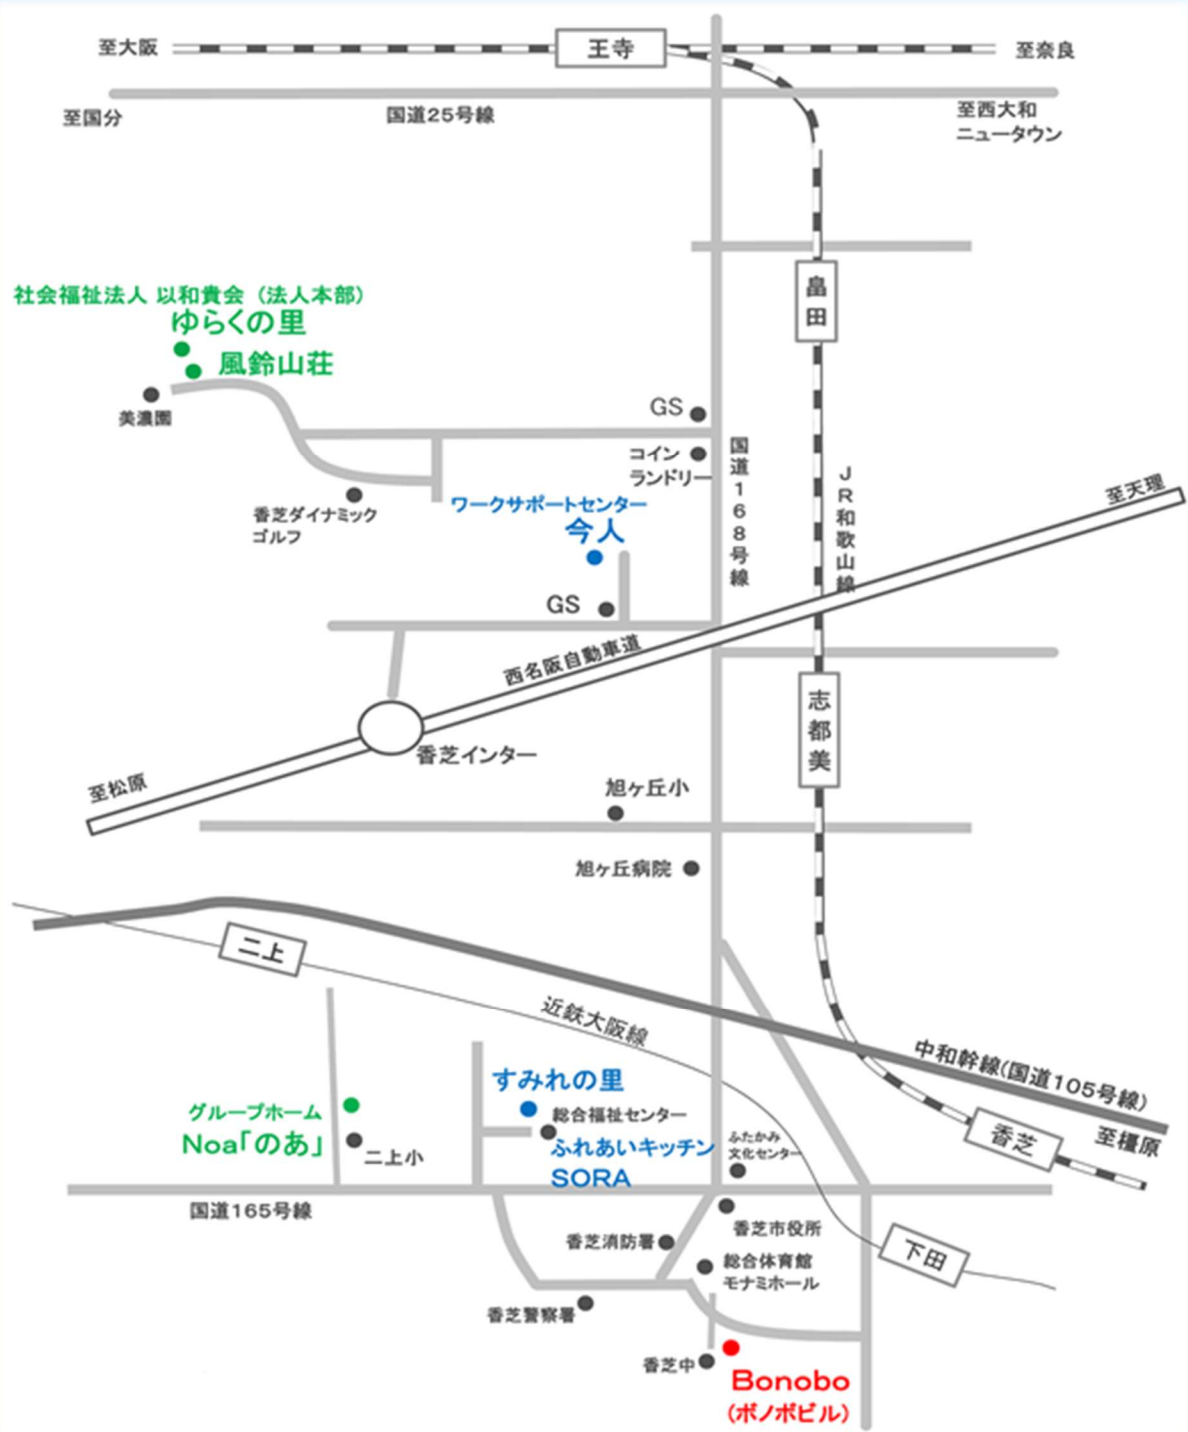 至大阪
王寺
至奈良
至国分
国道25号線
至西大和
ニュータウン
畠田
社会福祉法人 以和貴会（法人本部）
ゆらくの里
風鈴山荘
美濃園
GS
コイン
ランドリー
国道168号線
JR和歌山線
至天理
香芝ダイナミック
ゴルフ
ワークサポートセンター
今人
GS
西名阪自動車道
志都美
香芝インター
至松原
旭ヶ丘小
旭ヶ丘病院
二上
近鉄大阪線
中和幹線(国道105号線)
至橿原
香芝
すみれの里
グループホーム
Noa「のあ」
総合福祉センター
二上小
ふれあいキッチン
SORA
ふたかみ
文化センター
国道165号線
香芝市役所
香芝消防署
下田
総合体育館
モナミホール
香芝警察署
香芝中
Bonobo
(ボノボビル)